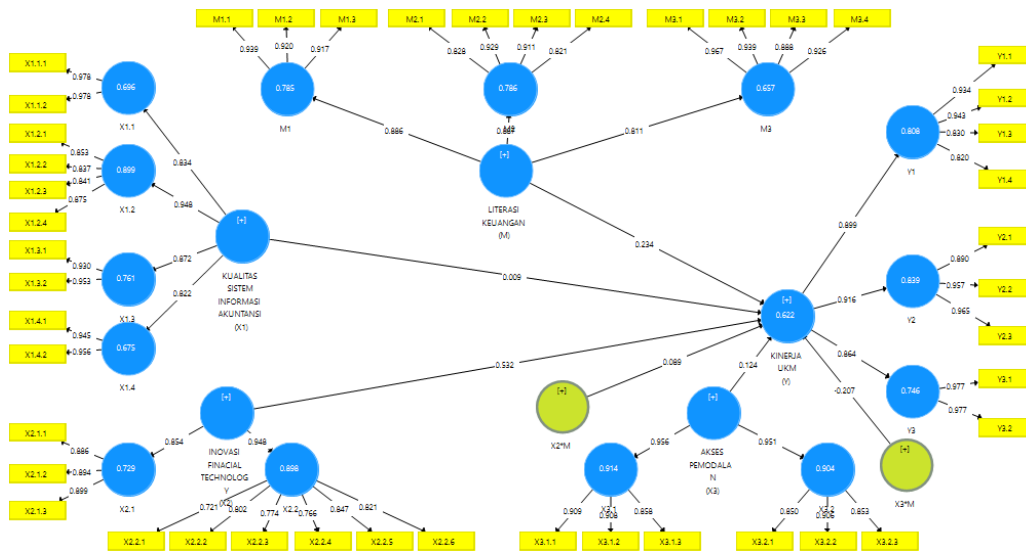 M1.1 M1.2 M1.3 M2.1 M2.2 M2.3 M2.4 M3.1 M3.2 M3.3 M3.4
0.939 0.920 0.917 0.828 0.929 0.911 0.821 0.967 0.939 0.888 0.926
X1.1.1
0.978
X1.1.2
0.978
0.696
X1.1
X1.2.1
0.853
X1.2.2
0.837
X1.2.3
0.841
X1.2.4
0.875
0.899
X1.2
X1.3.1
0.930
X1.3.2
0.953
0.761
X1.3
X1.4.1
0.945
X1.4.2
0.956
0.675
X1.4
0.834
0.948
0.872
0.822
[+]
KUALITAS
SISTEM
INFORMASI
AKUNTANSI
(X1)
0.785
M1
0.786
0.657
M3
0.886
0.811
[+]
LITERASI
KEUANGAN
(M)
0.234
0.009
0.532
0.089
0.124
-0.207
[+]
0.622
KINERJA
UKM
(Y)
0.899
0.916
0.864
0.808
Y1
0.934
0.943
0.830
0.820
Y1.1
Y1.2
Y1.3
Y1.4
0.839
Y2
0.890
0.957
0.965
Y2.1
Y2.2
Y2.3
0.746
Y3
0.977
0.977
Y3.1
Y3.2
[+]
X2*M
[+]
X3*M
[+]
INOVASI
FINACIAL
TECHNOLOG
Y
(X2)
0.854
0.948
X2.1.1
0.886
X2.1.2
0.894
X2.1.3
0.899
0.729
X2.1
0.898
X2.2
0.721 0.802 0.774 0.766 0.847 0.821
X2.2.1 X2.2.2 X2.2.3 X2.2.4 X2.2.5 X2.2.6
[+]
AKSES
PEMODALA
N
(X3)
0.956
0.951
0.914
X3.1
0.909 0.908 0.858
X3.1.1 X3.1.2 X3.1.3
0.904
X3.2
0.850 0.906 0.853
X3.2.1 X3.2.2 X3.2.3